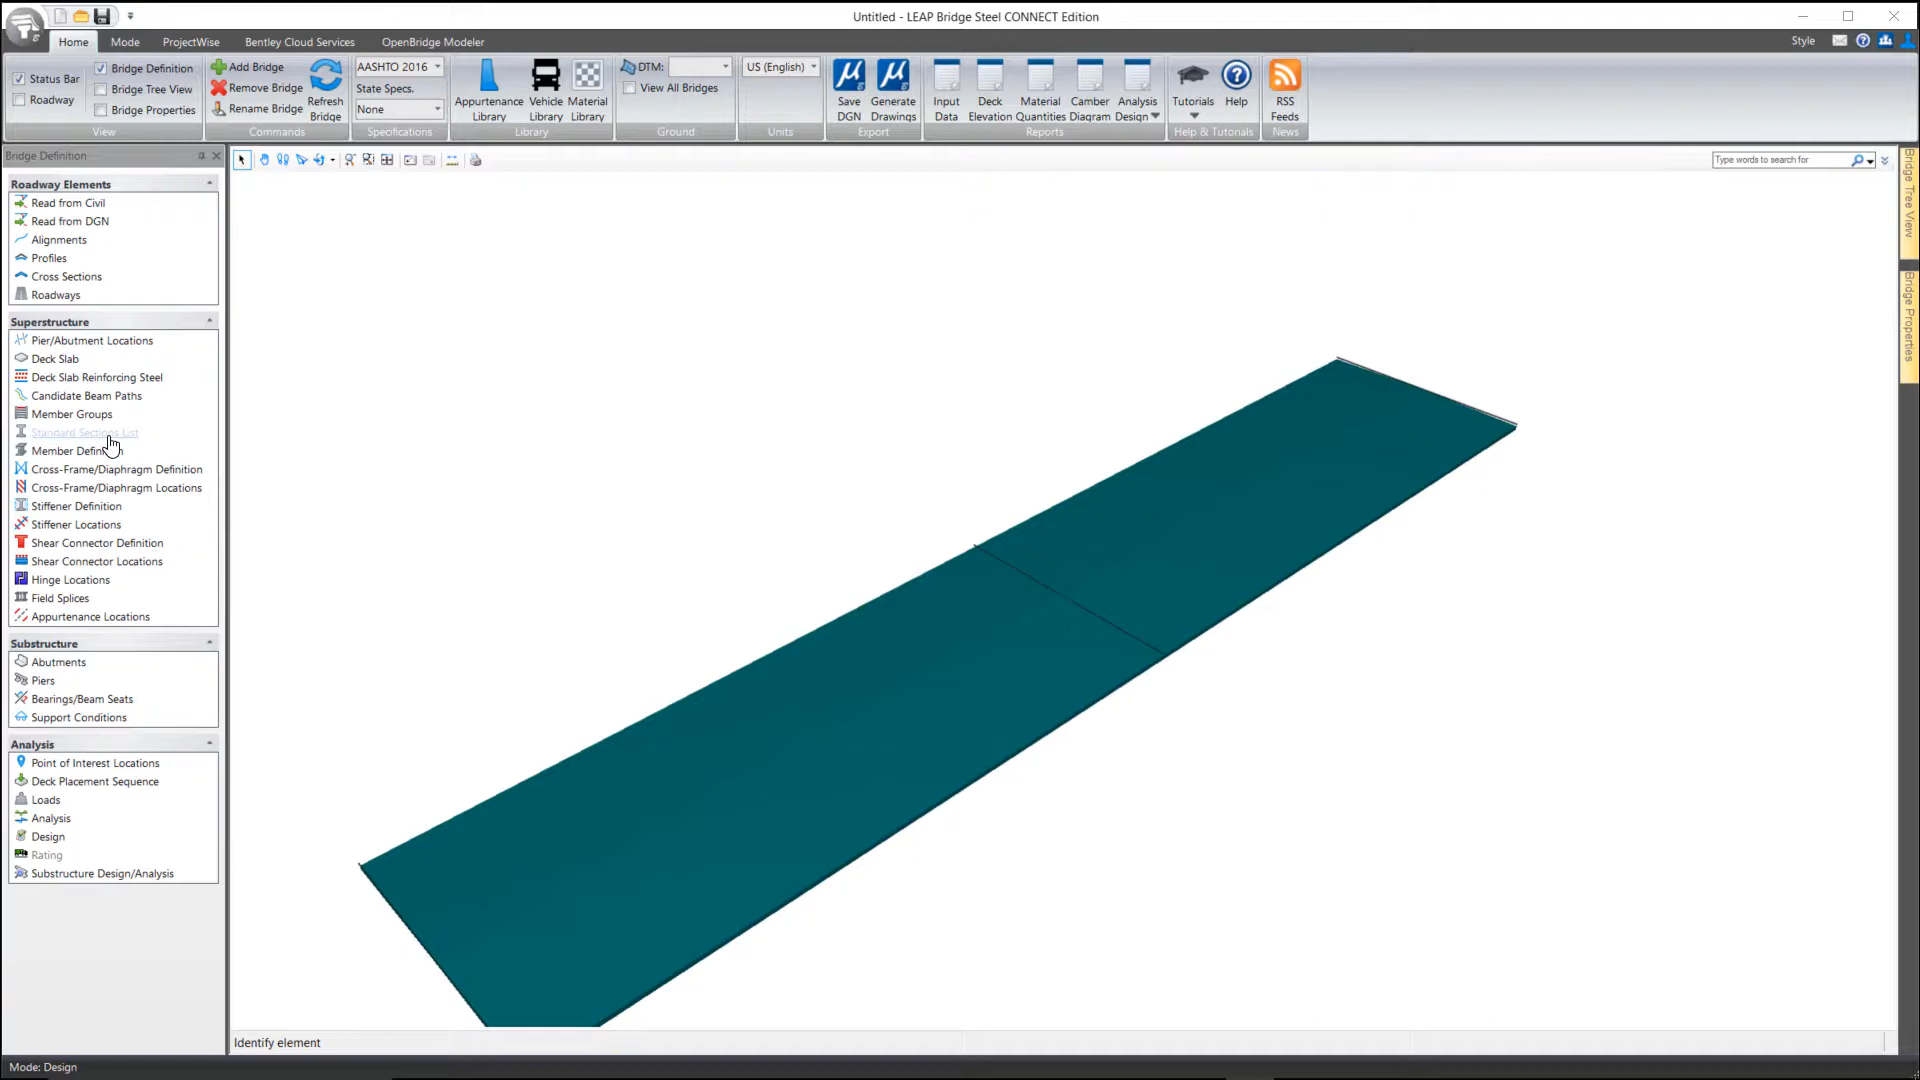 Untitled - LEAP Bridge Steel CONNECT Edition
Home Mode ProjectWise Bentley Cloud Services OpenBridge Modeler Style
Status Bar
Roadway
Bridge Definition
Bridge Tree View
Bridge Properties
View
Add Bridge
Remove Bridge
Rename Bridge
Refresh
Bridge
Commands
AASHTO 2016
State Specs.
None
Specifications
Appurtenance
Library
Vehicle
Library
Material
Library
Library
DTM:
View All Bridges
Ground
US (English)
Units
Save
DGN
Generate
Drawings
Export
Input
Data
Deck
Elevation
Material
Quantities
Camber
Diagram
Analysis
Design
Reports
Tutorials
Help
Help & Tutorials
RSS
Feeds
News
Bridge Definition
Type words to search for
Roadway Elements
Read from Civil
Read from DGN
Alignments
Profiles
Cross Sections
Roadways
Superstructure
Pier/Abutment Locations
Deck Slab
Deck Slab Reinforcing Steel
Candidate Beam Paths
Member Groups
Standard Sections List
Member
Cross-Frame/Diaphragm Definition
Cross-Frame/Diaphragm Locations
Stiffener Definition
Stiffener Locations
Shear Connector Definition
Shear Connector Locations
Hinge Locations
Field Splices
Appurtenance Locations
Substructure
Abutments
Piers
Bearings/Beam Seats
Support Conditions
Analysis
Point of Interest Locations
Deck Placement Sequence
Loads
Analysis
Design
Rating
Substructure Design/Analysis
Bridge Tree View
Bridge Properties
Identify element
Mode: Design